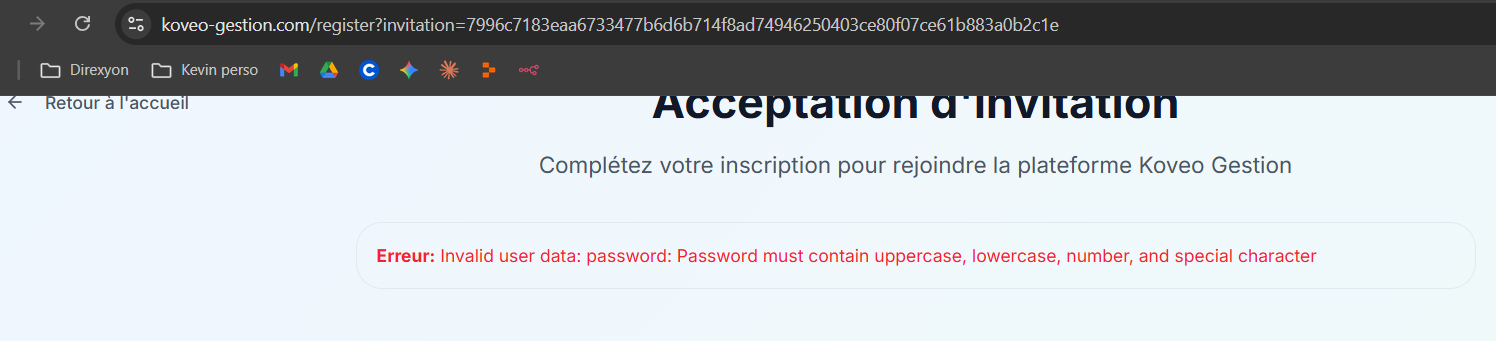 koveo-gestion.com/register?invitation=7996c7183eaa6733477b6d6b714f8ad74946250403ce80f07ce61b883a0b2c1e
Direxyon
Kevin perso
Retour à l'accueil
Acceptation d'invitation
Complétez votre inscription pour rejoindre la plateforme Koveo Gestion
Erreur: Invalid user data: password: Password must contain uppercase, lowercase, number, and special character